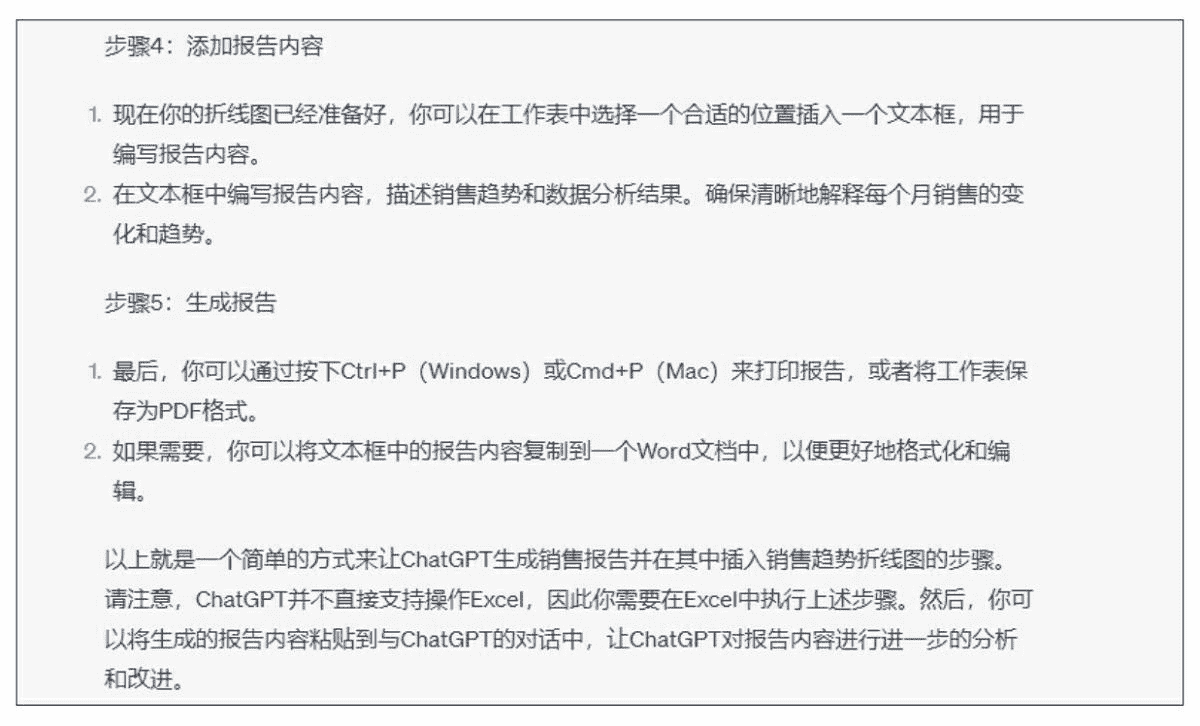 步骤4：添加报告内容
1. 现在你的折线图已经准备好，你可以在工作表中选择一个合适的位置插入一个文本框，用于
编写报告内容。
2. 在文本框中编写报告内容，描述销售趋势和数据分析结果。确保清晰地解释每个月销售的变
化和趋势。
步骤5：生成报告
1. 最后，你可以通过按下Ctrl+P（Windows）或Cmd+P（Mac）来打印报告，或者将工作表保
存为PDF格式。
2. 如果需要，你可以将文本框中的报告内容复制到一个Word文档中，以便更好地格式化和编
辑。
以上就是一个简单的方式来让ChatGPT生成销售报告并在其中插入销售趋势折线图的步骤。
请注意，ChatGPT并不直接支持操作Excel，因此你需要在Excel中执行上述步骤。然后，你可
以将生成的报告内容粘贴到与ChatGPT的对话中，让ChatGPT对报告内容进行进一步的分析
和改进。